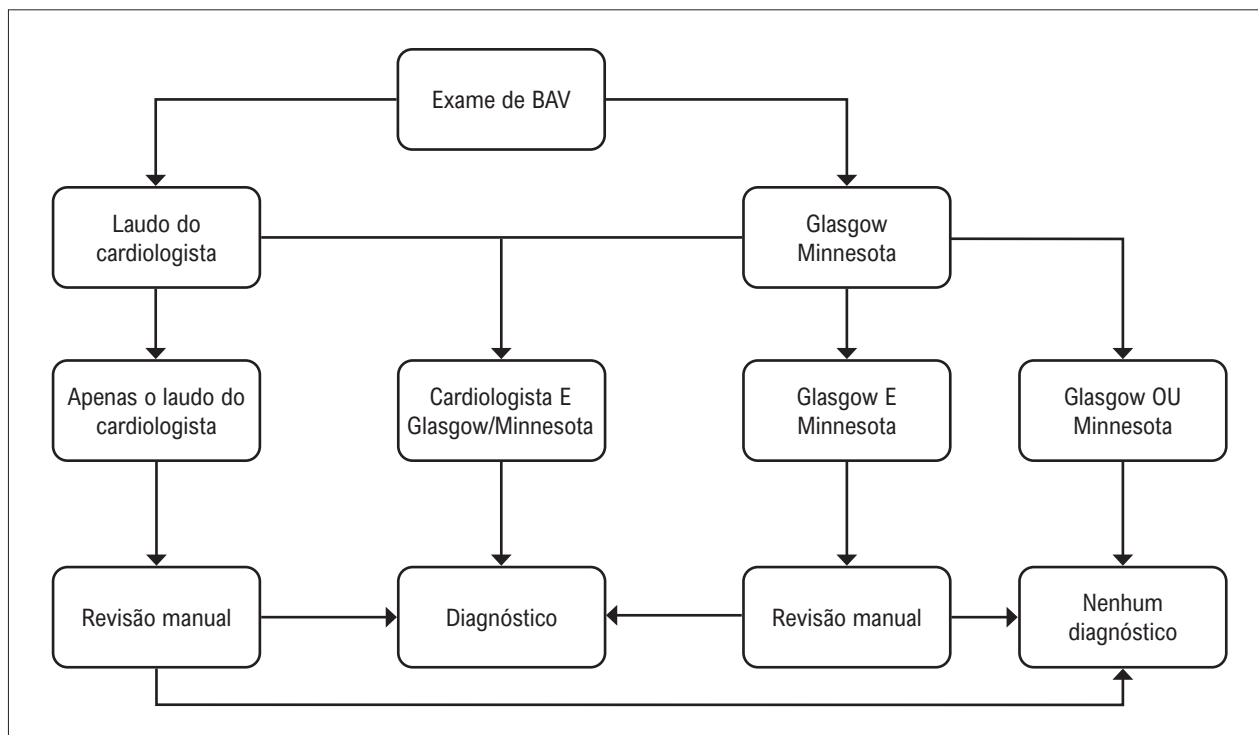 Exame de BAV
Laudo do
cardiologista
Glasgow
Minnesota
Apenas o laudo do
cardiologista
Cardiologista E
Glasgow/Minnesota
Glasgow E
Minnesota
Glasgow OU
Minnesota
Revisão manual
Diagnóstico
Revisão manual
Nenhum
diagnóstico